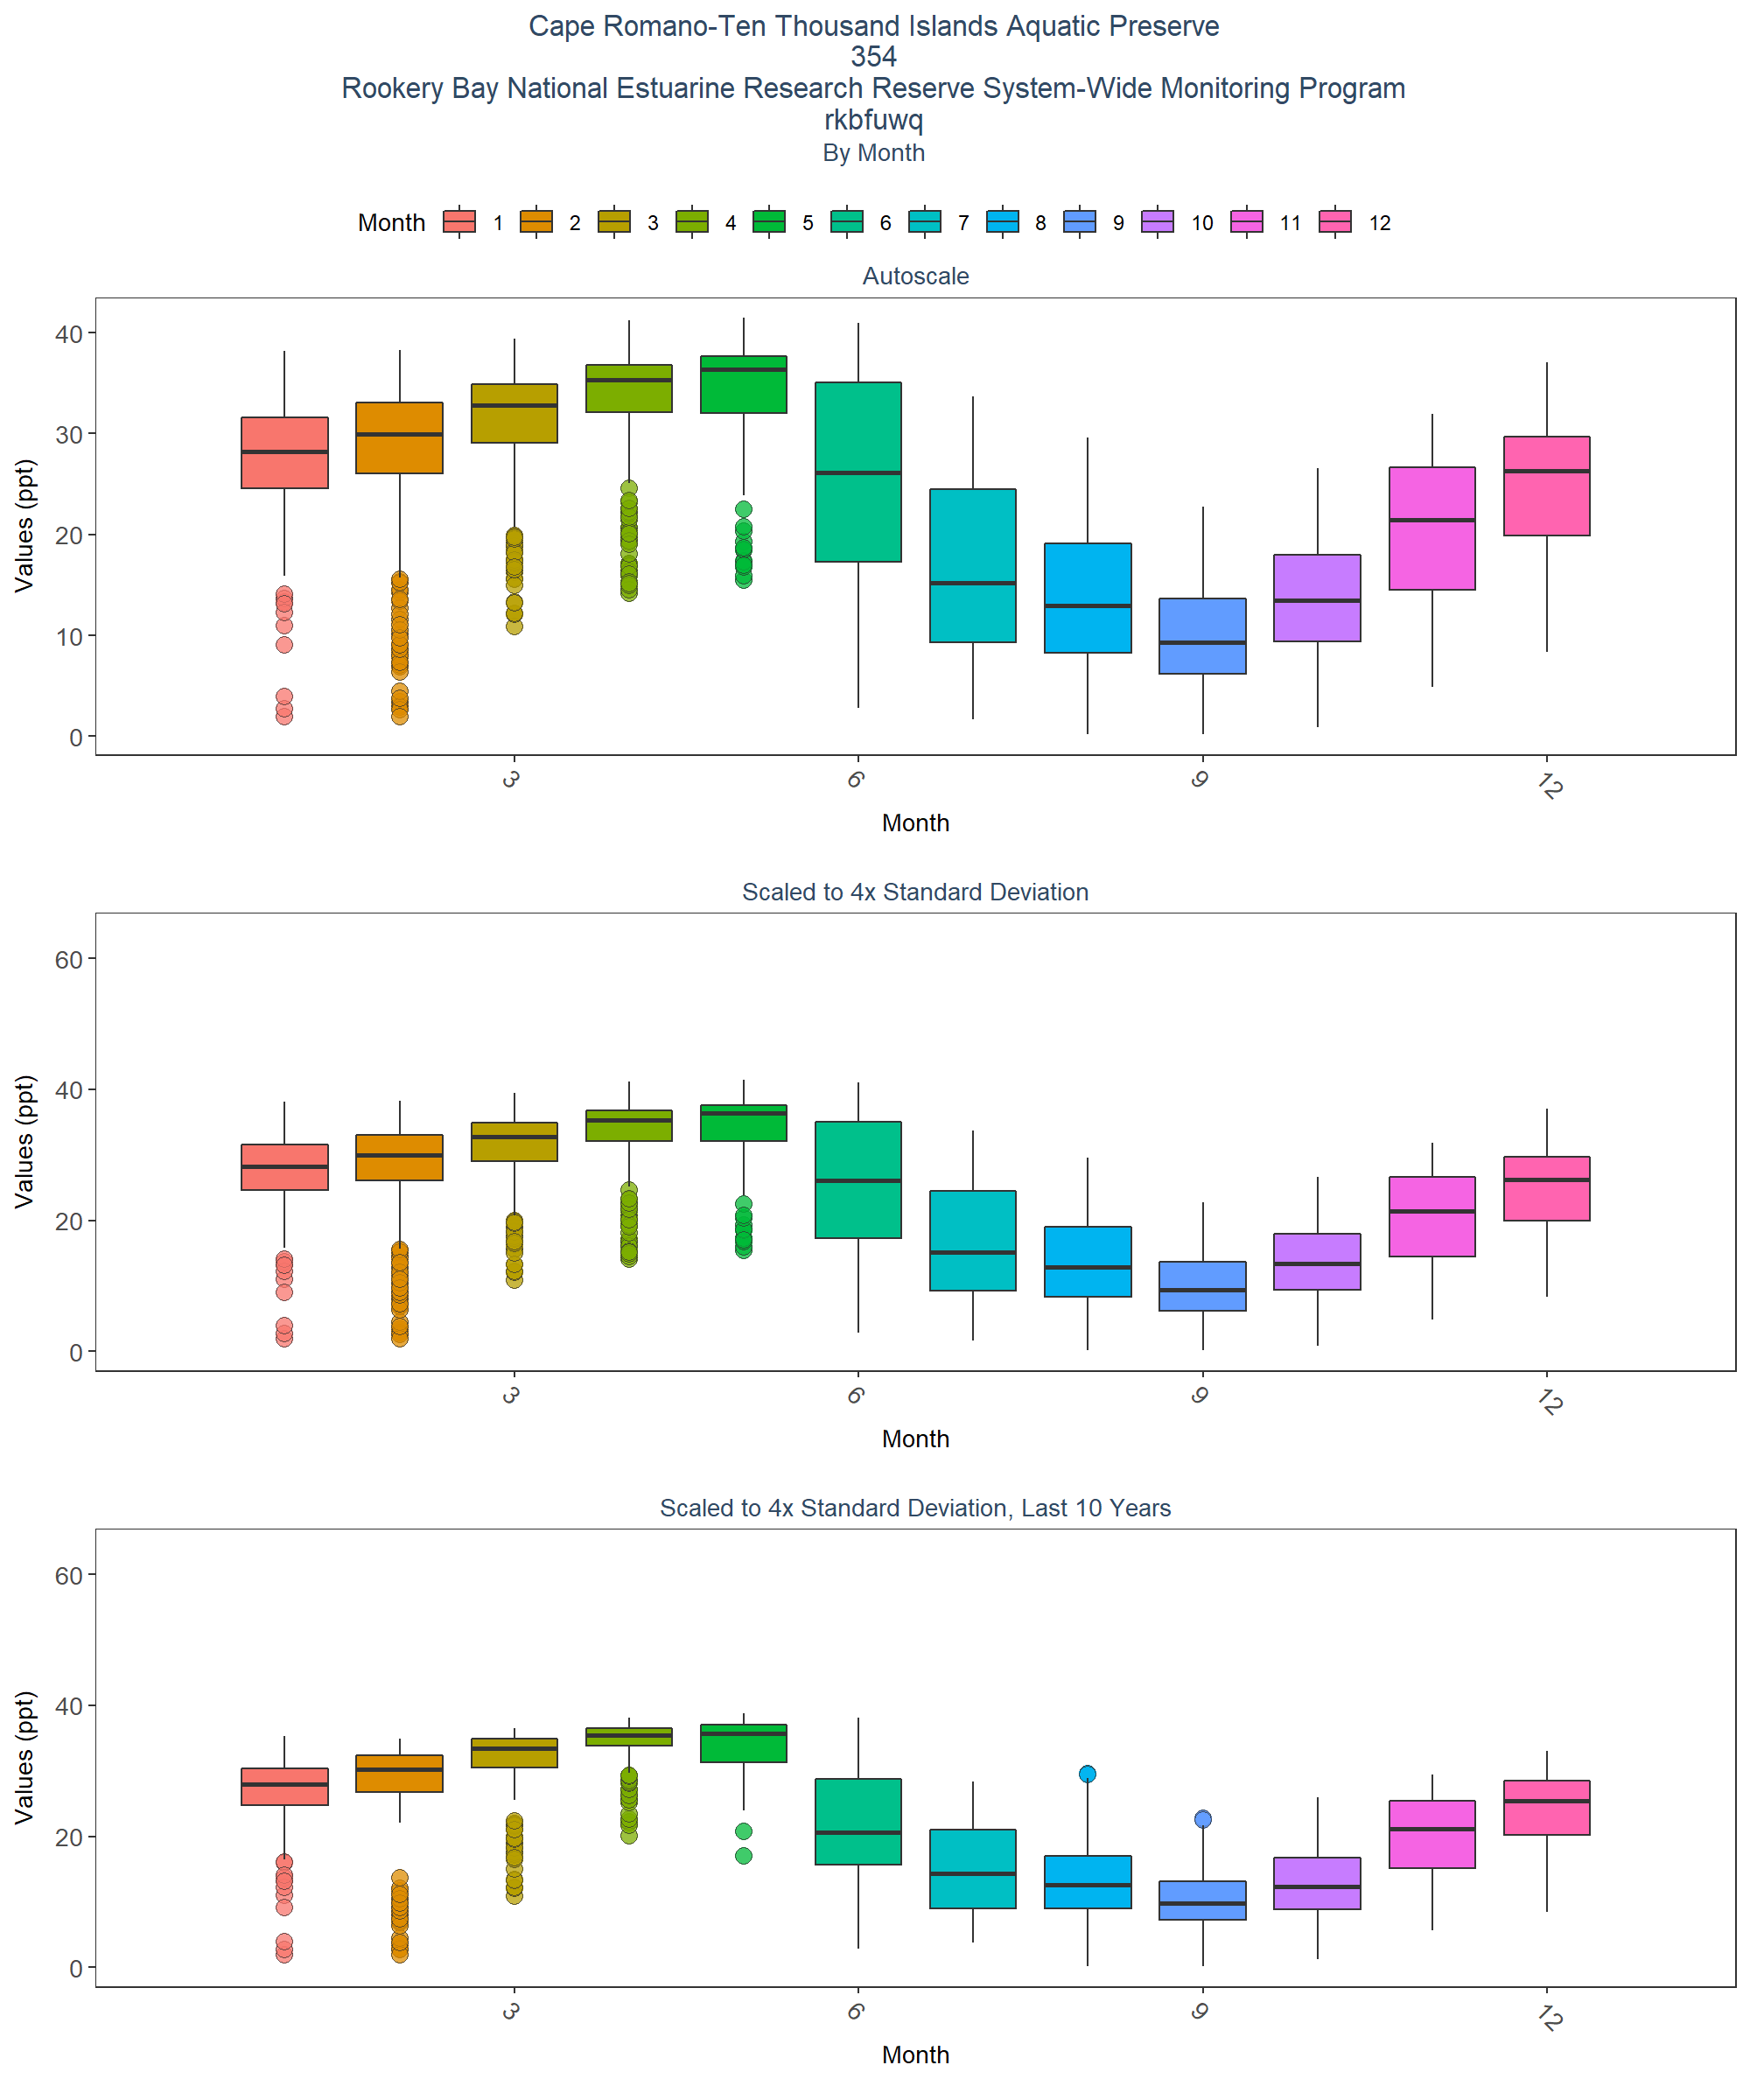 Cape Romano-Ten Thousand Islands Aquatic Preserve
354
Rookery Bay National Estuarine Research Reserve System-Wide Monitoring Program
rkbfuwq
By Month
Month 1 2 3 4 5 6 7 8 9 10 11 12
Autoscale
Values (ppt)
40
30
20
10
0
3 6 9 12
Month
Scaled to 4x Standard Deviation
Values (ppt)
60
40
20
0
3 6 9 12
Month
Scaled to 4x Standard Deviation, Last 10 Years
Values (ppt)
60
40
20
0
3 6 9 12
Month